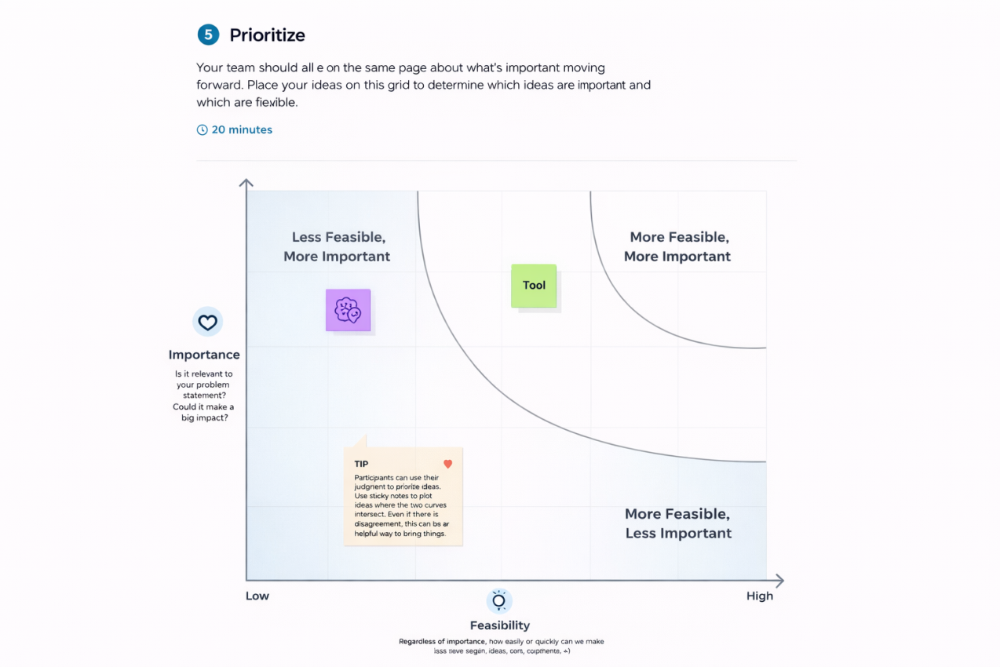 5 Prioritize
Your team should all e on the same page about what's important moving
forward. Place your ideas on this grid to determine which ideas are important and
which are fiexible.
20 minutes
Less Feasible,
More Important
More Feasible,
More Important
Tool
Importance
Is it relevant to
your problem
statement?
Could it make a
big impact?
TIP
Participants can use their
judgment to priorite ideas.
Use sticky notes to plot
ideas where the two curves
intersect. Even if there is
disagreement, this can be ar
helpful way to bring things.
More Feasible,
Less Important
Low
High
Feasibility
Regardless of importance, how easily or quickly can we make
ideas,